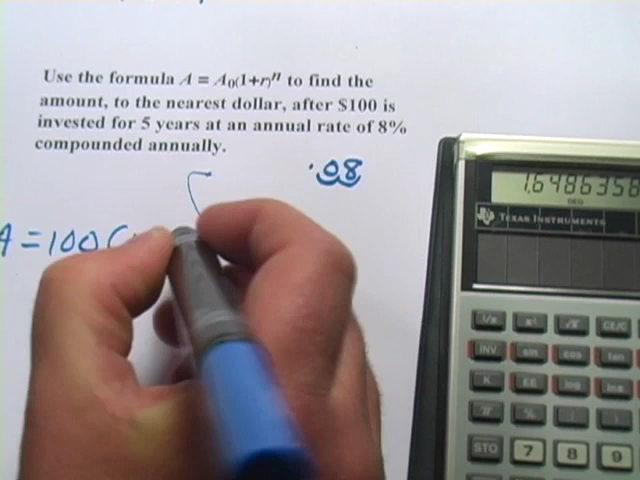 Use the formula A = A₀(1+r)ⁿ to find the
amount, to the nearest dollar, after $100 is
invested for 5 years at an annual rate of 8%
compounded annually.
.08
A = 100 (
1.6486358
DEG
TEXAS INSTRUMENTS
1/x x² √x CE/C
INV sin cos tan
K EE log lnx
π % ( )
STO 7 8 9